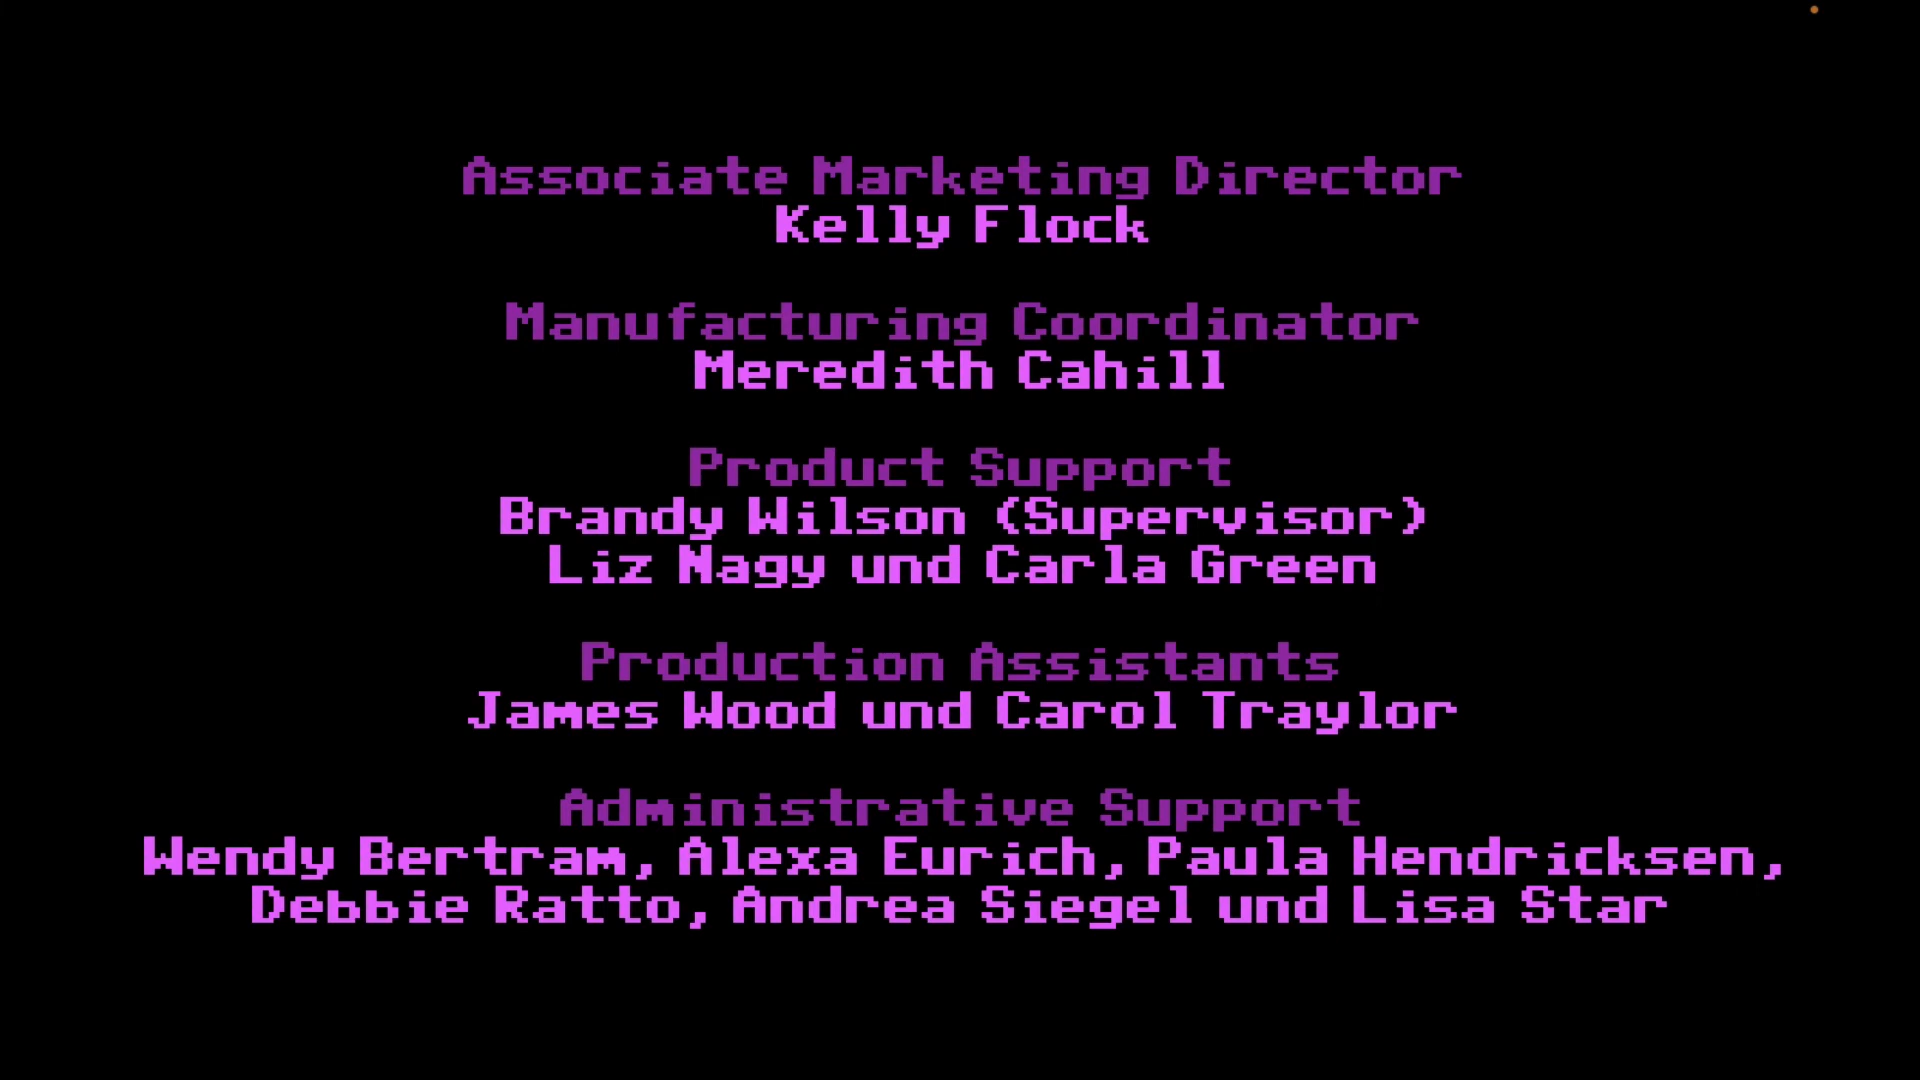 Associate Marketing Director
Kelly Flock
Manufacturing Coordinator
Meredith Cahill
Product Support
Brandy Wilson (Supervisor)
Liz Nagy und Carla Green
Production Assistants
James Wood und Carol Traylor
Administrative Support
Wendy Bertram, Alexa Eurich, Paula Hendricksen,
Debbie Ratto, Andrea Siegel und Lisa Star